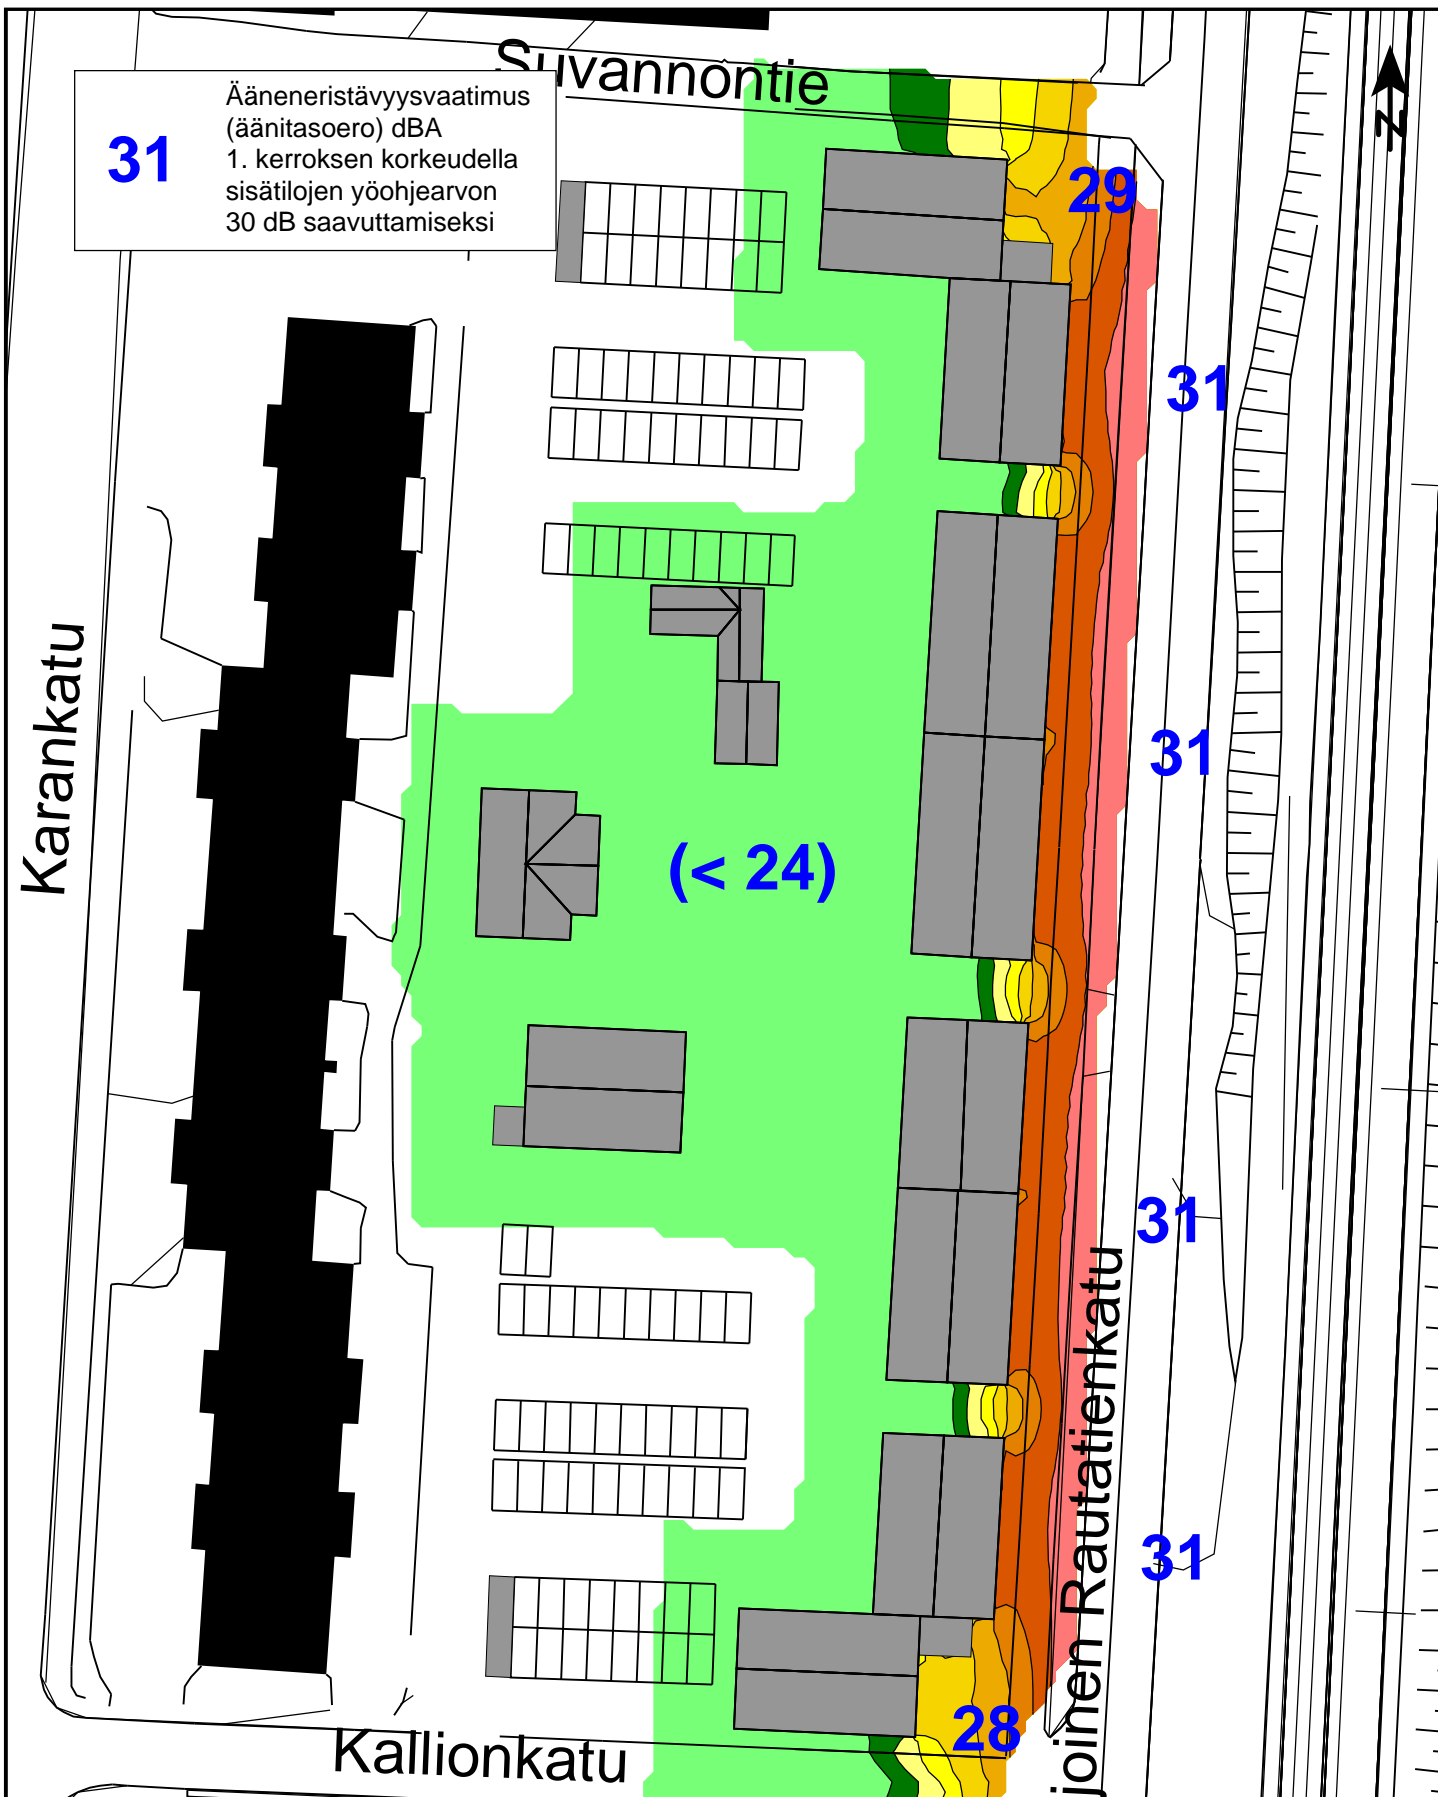 Suvannontie
31
Ääneneristävyysvaatimus
(äänitasoero) dBA
1. kerroksen korkeudella
sisätilojen yöohjearvon
30 dB saavuttamiseksi
N
29
31
Karankatu
31
(< 24)
31
joinen Rautatienkatu
31
28
Kallionkatu